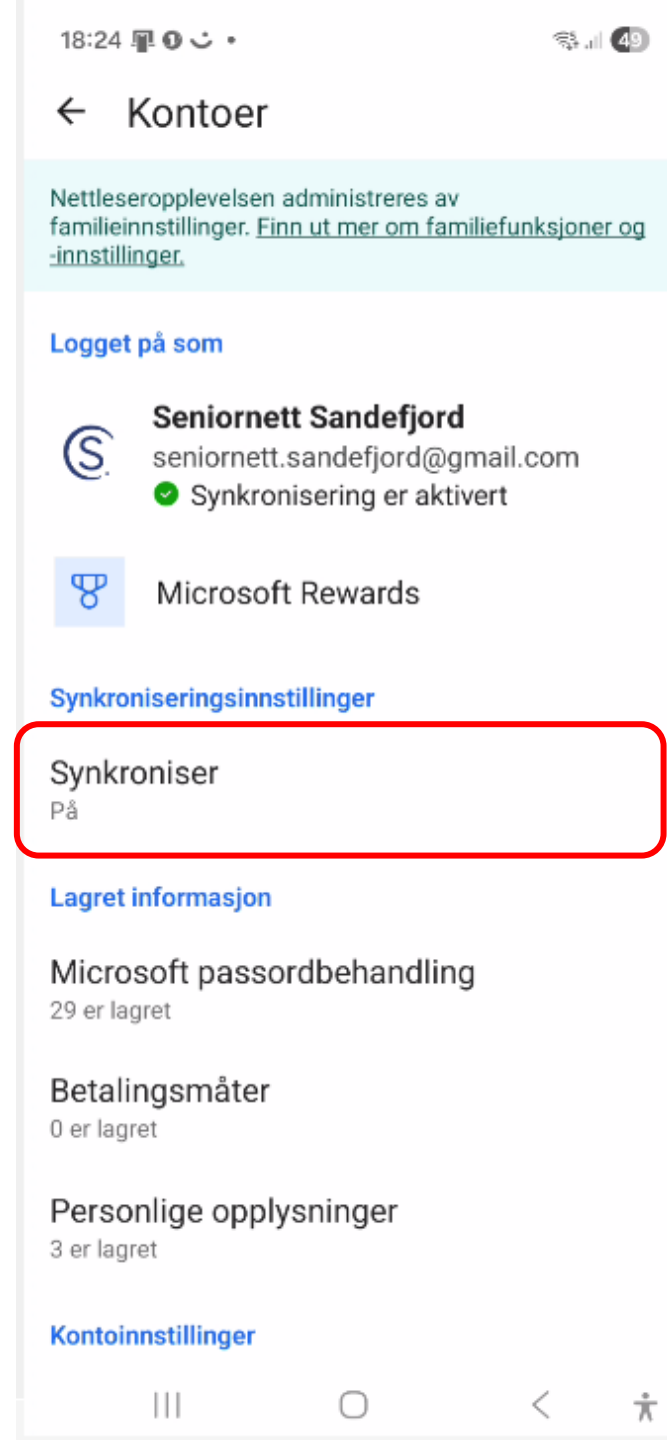 18:24
49
Kontoer
Nettleseropplevelsen administreres av
familieinnstillinger. Finn ut mer om familiefunksjoner og
-innstillinger.
Logget på som
Seniornett Sandefjord
seniornett.sandefjord@gmail.com
Synkronisering er aktivert
Microsoft Rewards
Synkroniseringsinnstillinger
Synkroniser
På
Lagret informasjon
Microsoft passordbehandling
29 er lagret
Betalingsmåter
0 er lagret
Personlige opplysninger
3 er lagret
Kontoinnstillinger